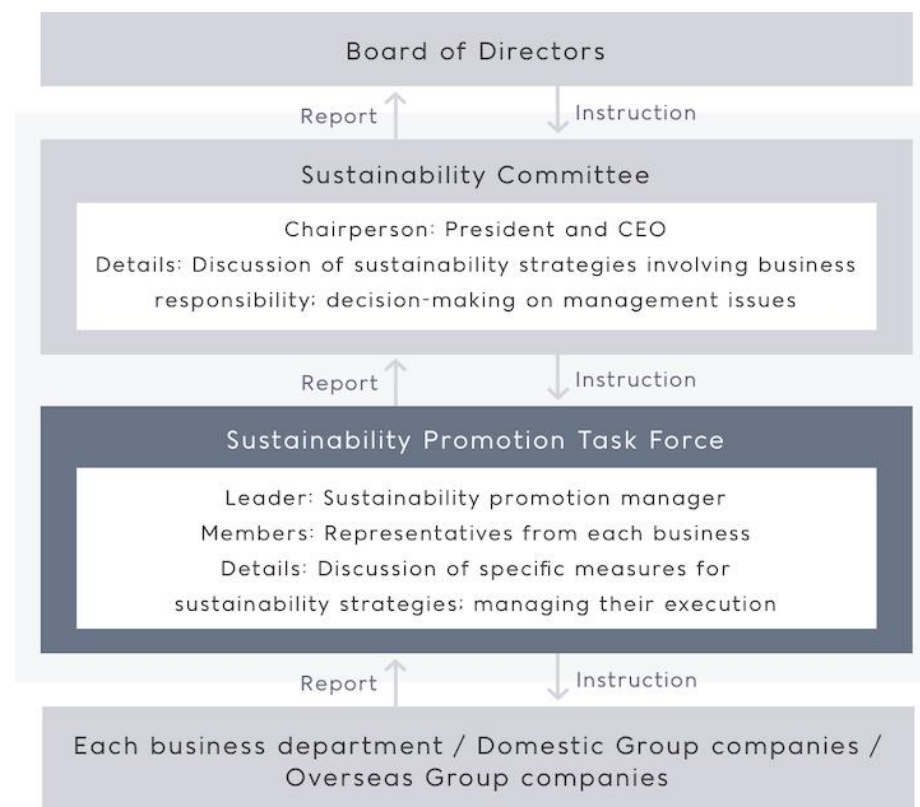 Board of Directors
Report
Instruction
Sustainability Committee
Chairperson: President and CEO
Details: Discussion of sustainability strategies involving business
responsibility; decision-making on management issues
Report
Instruction
Sustainability Promotion Task Force
Leader: Sustainability promotion manager
Members: Representatives from each business
Details: Discussion of specific measures for
sustainability strategies; managing their execution
Report
Instruction
Each business department / Domestic Group companies /
Overseas Group companies